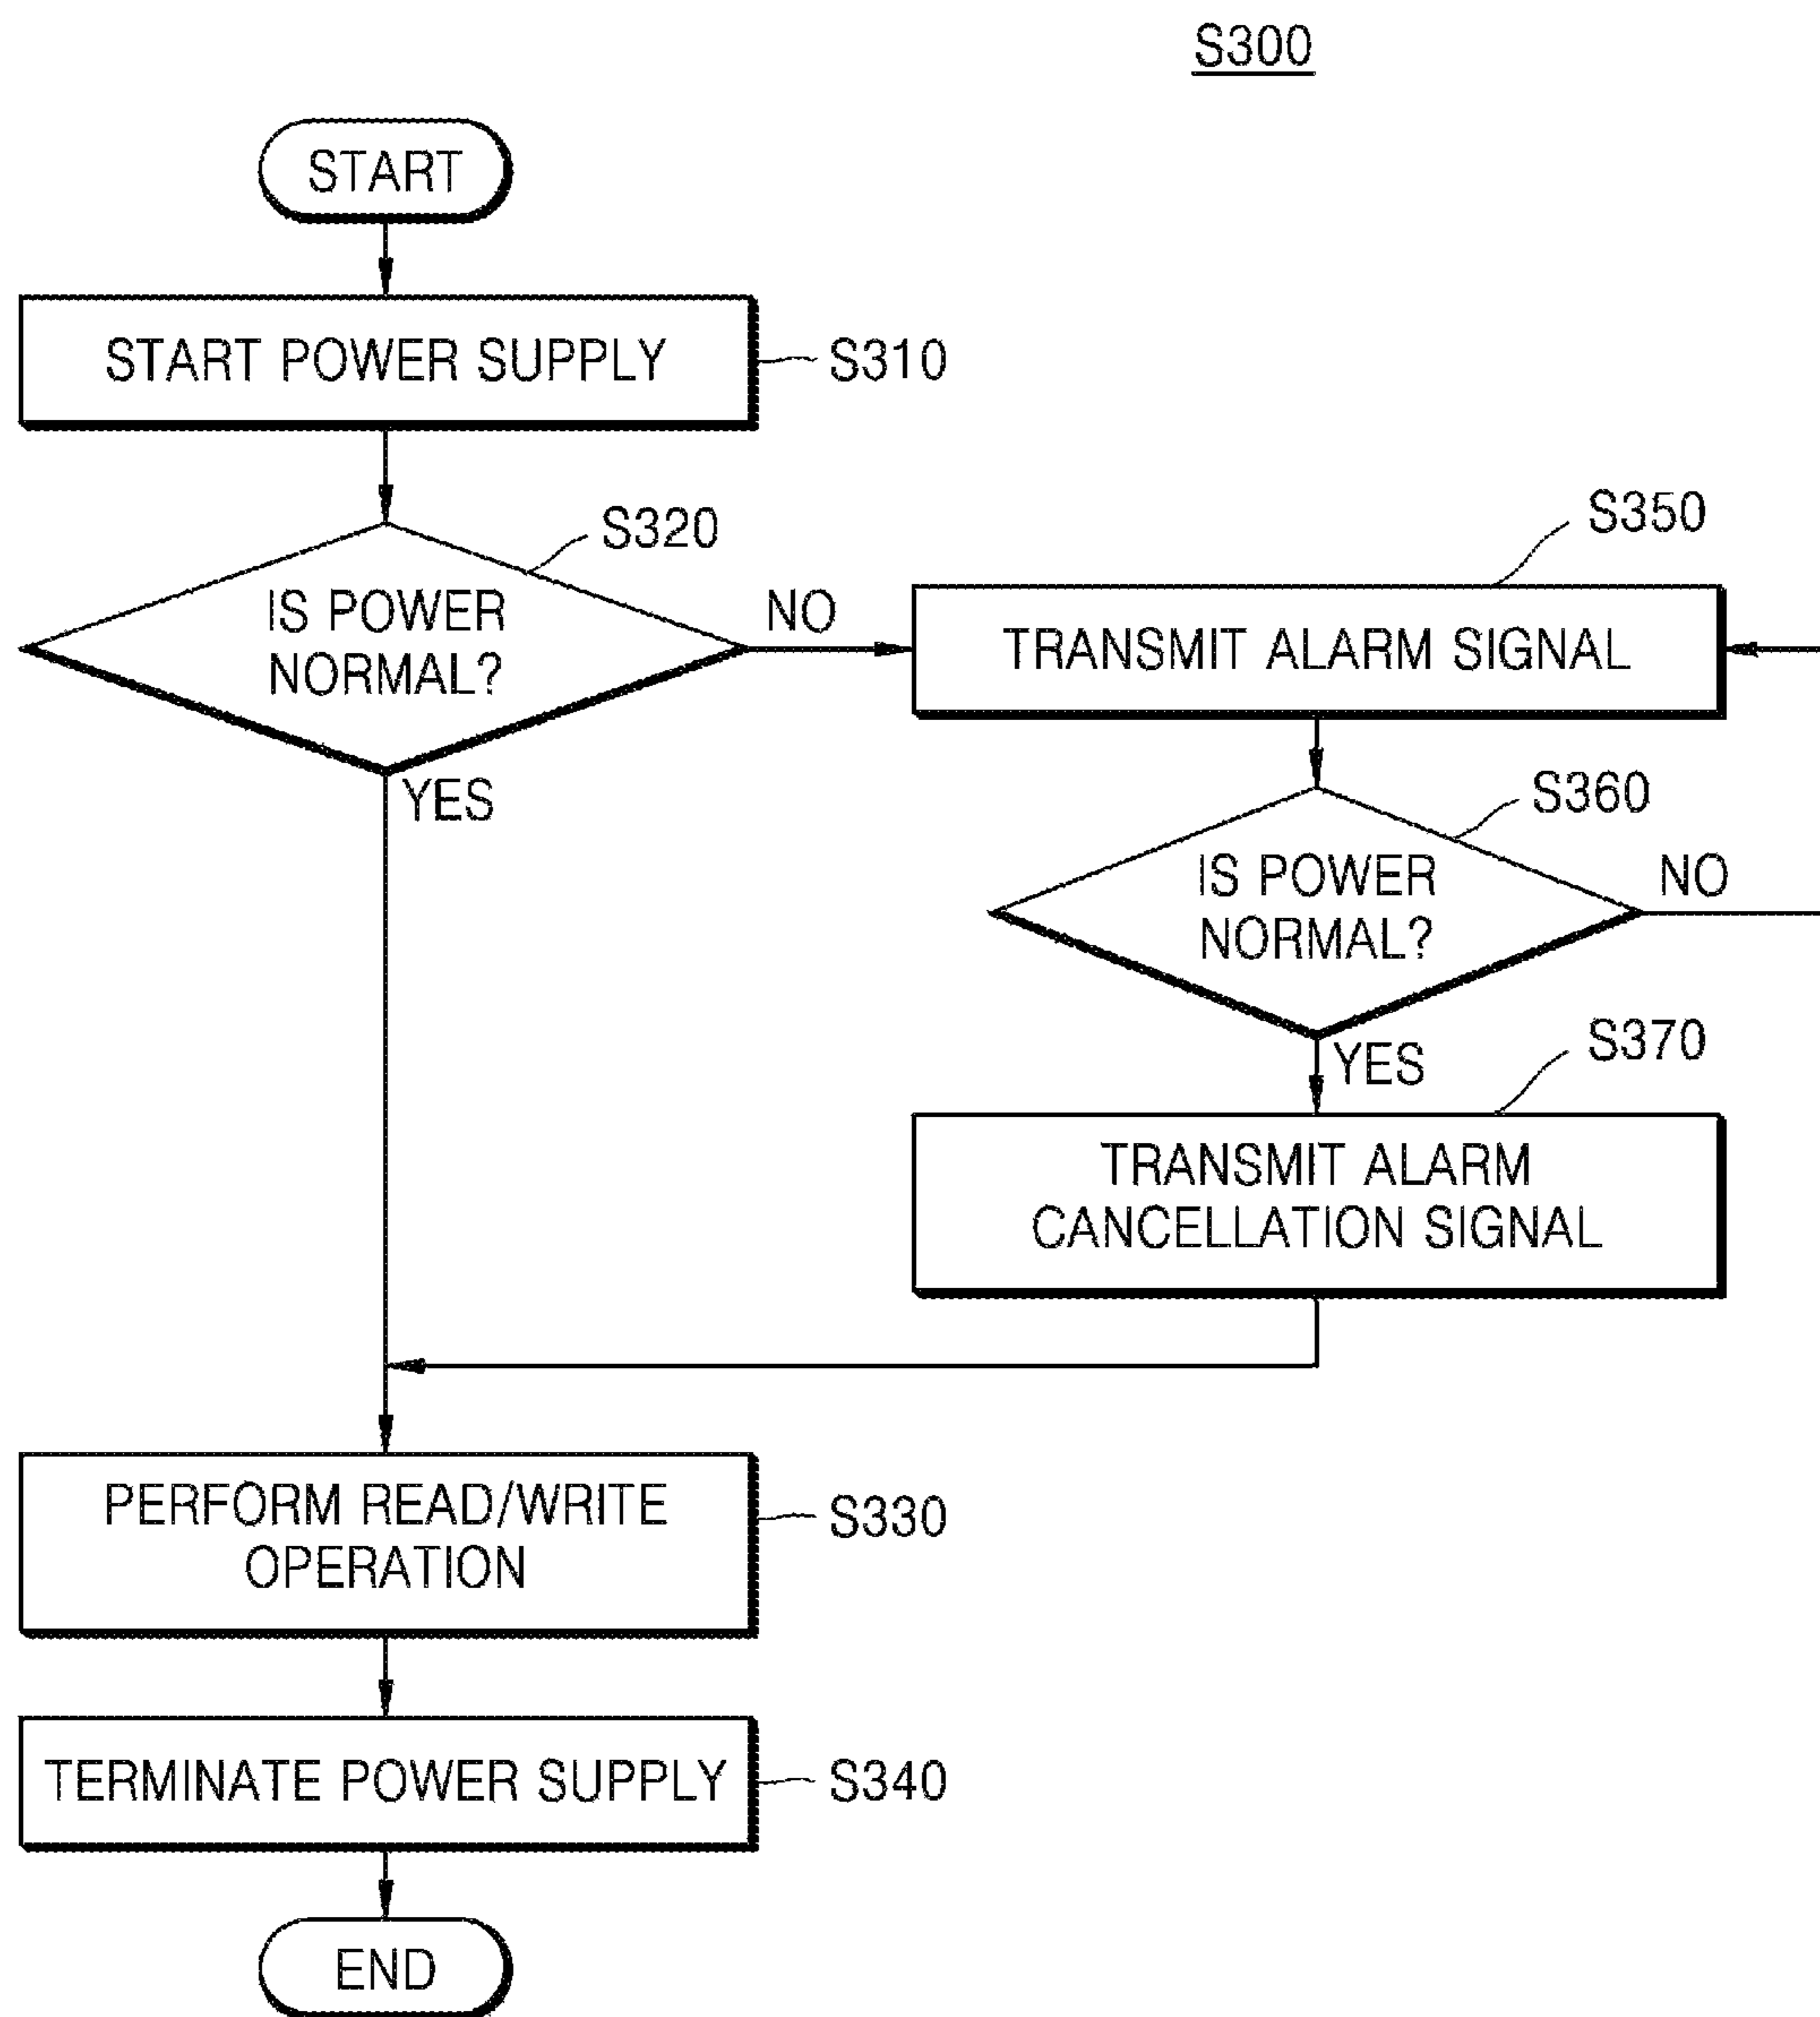 S300
START
START POWER SUPPLY
S310
S320
IS POWER
NORMAL?
NO
YES
S350
TRANSMIT ALARM SIGNAL
S360
IS POWER
NORMAL?
NO
YES
S370
TRANSMIT ALARM
CANCELLATION SIGNAL
PERFORM READ/WRITE
OPERATION
S330
TERMINATE POWER SUPPLY
S340
END